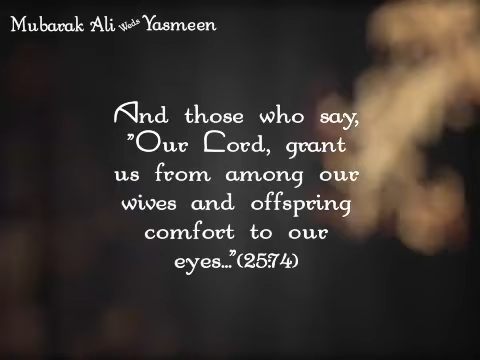 Mubarak Ali Weds Yasmeen
And those who say,
"Our Lord, grant
us from among our
wives and offspring
comfort to our
eyes..."(25:74)